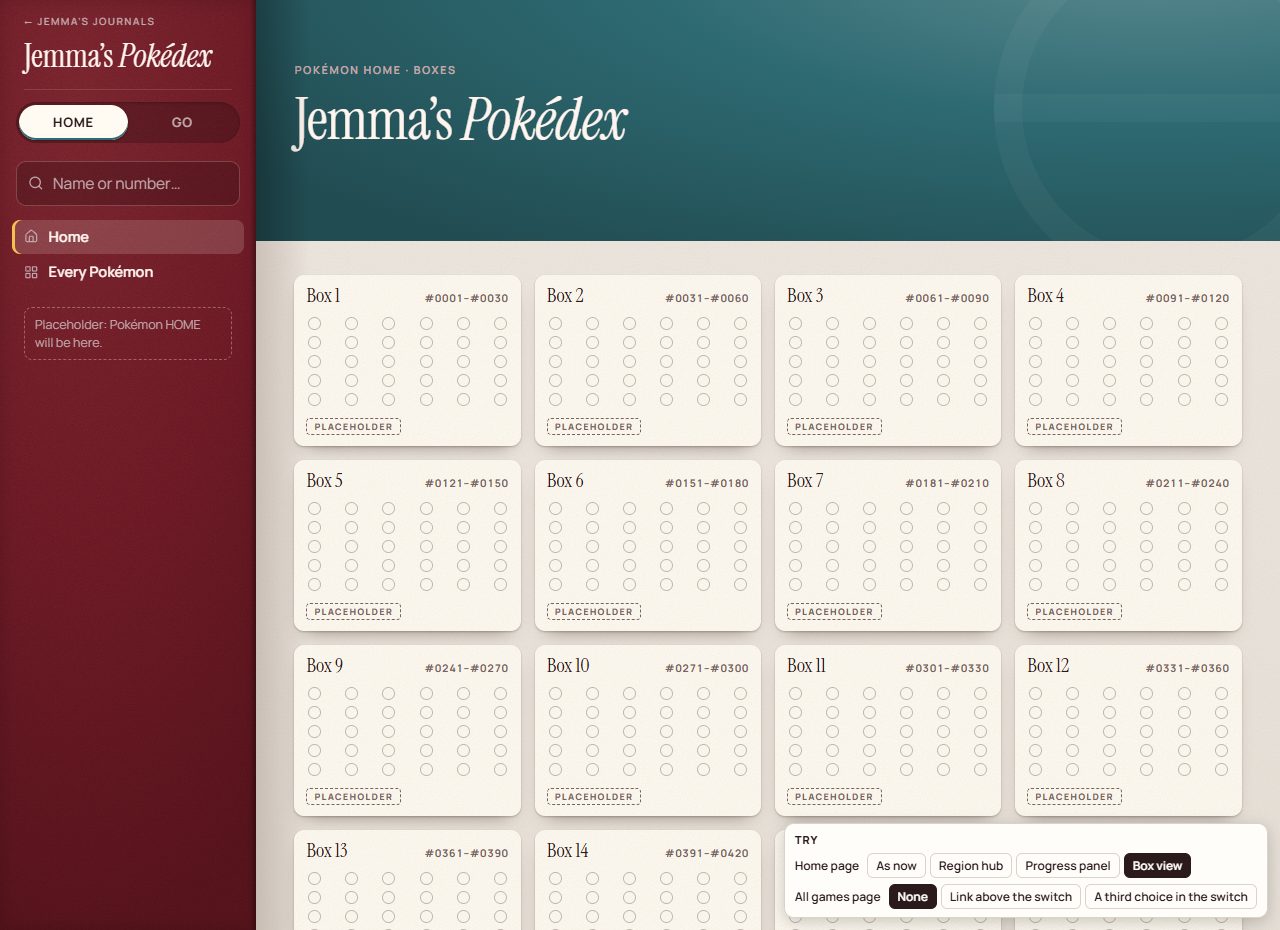 ← JEMMA'S JOURNALS
Jemma's Pokédex
HOME GO
Name or number...
Home
Every Pokémon
Placeholder: Pokémon HOME
will be here.
POKÉMON HOME · BOXES
Jemma's Pokédex
Box 1 #0001–#0030
PLACEHOLDER
Box 2 #0031–#0060
PLACEHOLDER
Box 3 #0061–#0090
PLACEHOLDER
Box 4 #0091–#0120
PLACEHOLDER
Box 5 #0121–#0150
PLACEHOLDER
Box 6 #0151–#0180
PLACEHOLDER
Box 7 #0181–#0210
PLACEHOLDER
Box 8 #0211–#0240
PLACEHOLDER
Box 9 #0241–#0270
PLACEHOLDER
Box 10 #0271–#0300
PLACEHOLDER
Box 11 #0301–#0330
PLACEHOLDER
Box 12 #0331–#0360
PLACEHOLDER
Box 13 #0361–#0390
Box 14 #0391–#0420
TRY
Home page As now Region hub Progress panel Box view
All games page None Link above the switch A third choice in the switch